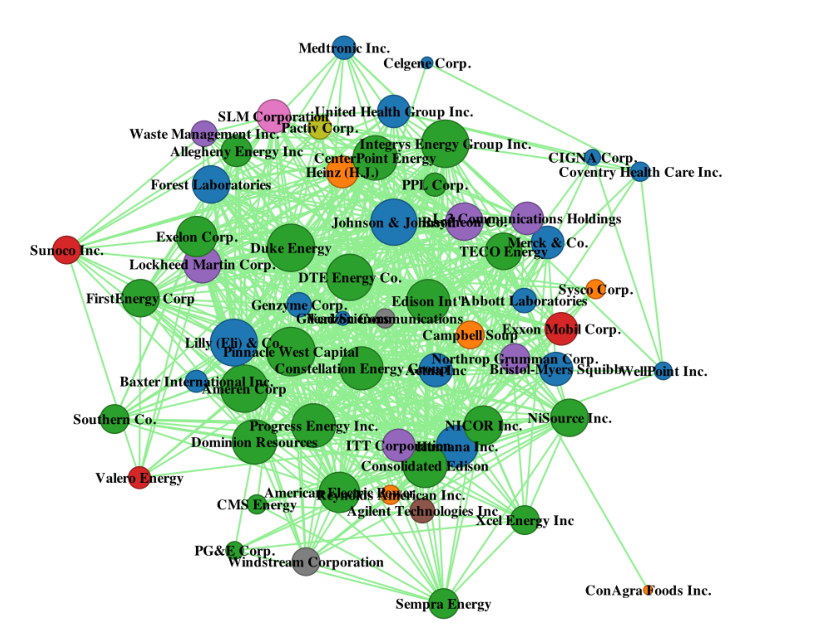 Medtronic Inc.
Celgene Corp.
SLM Corporation
United Health Group Inc.
Waste Management Inc.
Pactiv Corp.
Allegheny Energy Inc
Integrys Energy Group Inc.
CenterPoint Energy
CIGNA Corp.
Heinz (H.J.)
Coventry Health Care Inc.
Forest Laboratories
PPL Corp.
Johnson & Johnson
Raytheon Co.
L-3 Communications Holdings
Exelon Corp.
Sunoco Inc.
Duke Energy
Merck & Co.
TECO Energy
Lockheed Martin Corp.
DTE Energy Co.
FirstEnergy Corp
Sysco Corp.
Genzyme Corp.
Edison Int'l
Abbott Laboratories
Communications
Campbell Soup
Exxon Mobil Corp.
Lilly (Eli) & Co.
Pinnacle West Capital
Northrop Grumman Corp.
Constellation Energy Group
Aetna Inc
Bristol-Myers Squibb
WellPoint Inc.
Baxter International Inc.
Ameren Corp
Southern Co.
Progress Energy Inc.
NICOR Inc.
NiSource Inc.
Dominion Resources
ITT Corporation
Humana Inc.
Consolidated Edison
Valero Energy
American Electric Power
Reynolds American Inc.
CMS Energy
Agilent Technologies Inc
Xcel Energy Inc
PG&E Corp.
Windstream Corporation
ConAgra Foods Inc.
Sempra Energy